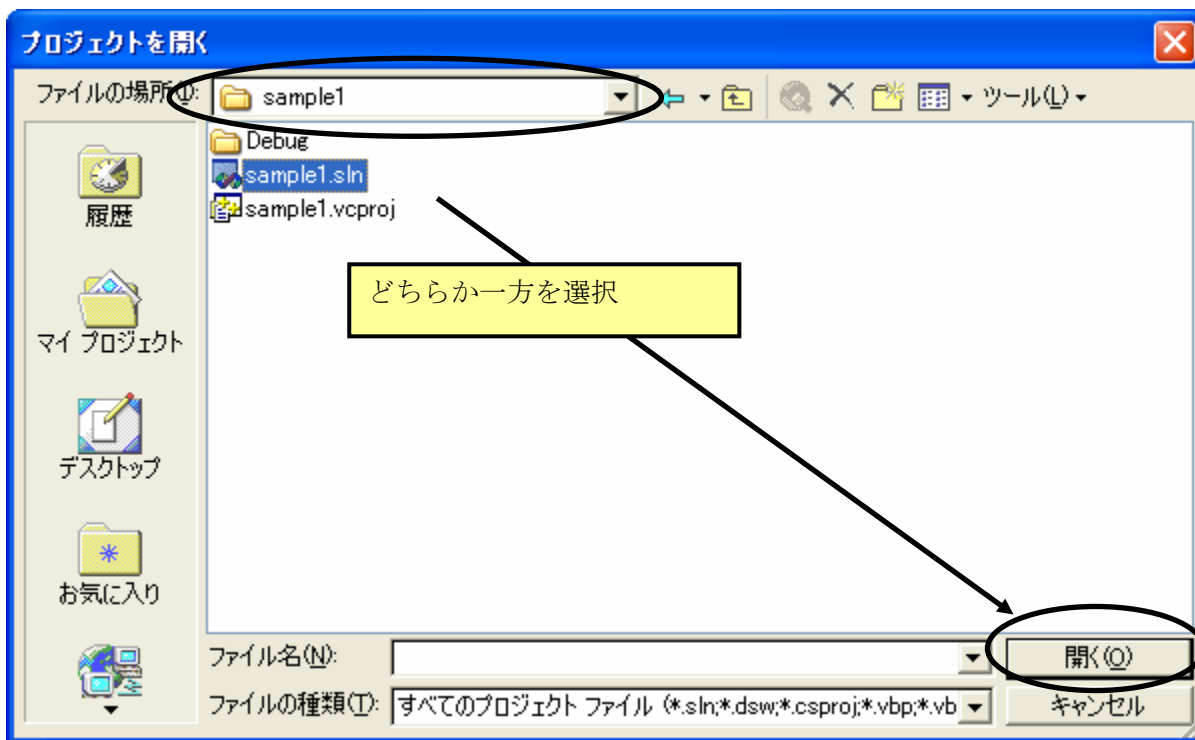 プロジェクトを開く
ファイルの場所(I):
sample1
ツール(L)
Debug
sample1.sln
sample1.vcproj
履歴
マイ プロジェクト
デスクトップ
お気に入り
どちらか一方を選択
ファイル名(N):
開く(O)
ファイルの種類(T):
すべてのプロジェクト ファイル (*.sln;*.dsw;*.csproj;*.vbp;*.vb
キャンセル